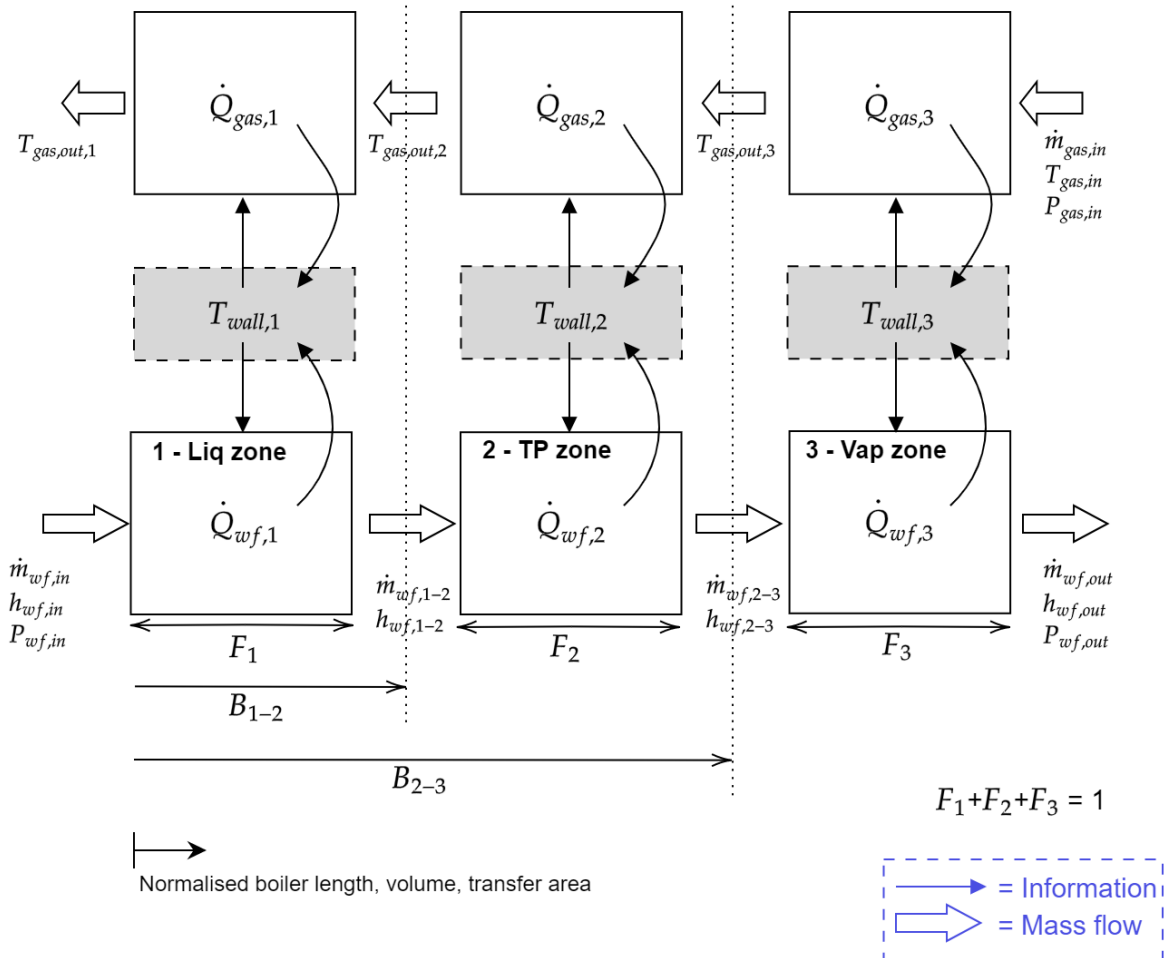 Q̇gas,1
Q̇gas,2
Q̇gas,3
Tgas,out,1
Tgas,out,2
Tgas,out,3
ṁgas,in
Tgas,in
Pgas,in
Twall,1
Twall,2
Twall,3
1 - Liq zone
2 - TP zone
3 - Vap zone
Q̇wf,1
Q̇wf,2
Q̇wf,3
ṁwf,in
hwf,in
Pwf,in
ṁwf,1−2
hwf,1−2
ṁwf,2−3
hwf,2−3
ṁwf,out
hwf,out
Pwf,out
F1
F2
F3
B1−2
B2−3
F1+F2+F3 = 1
Normalised boiler length, volume, transfer area
= Information
= Mass flow